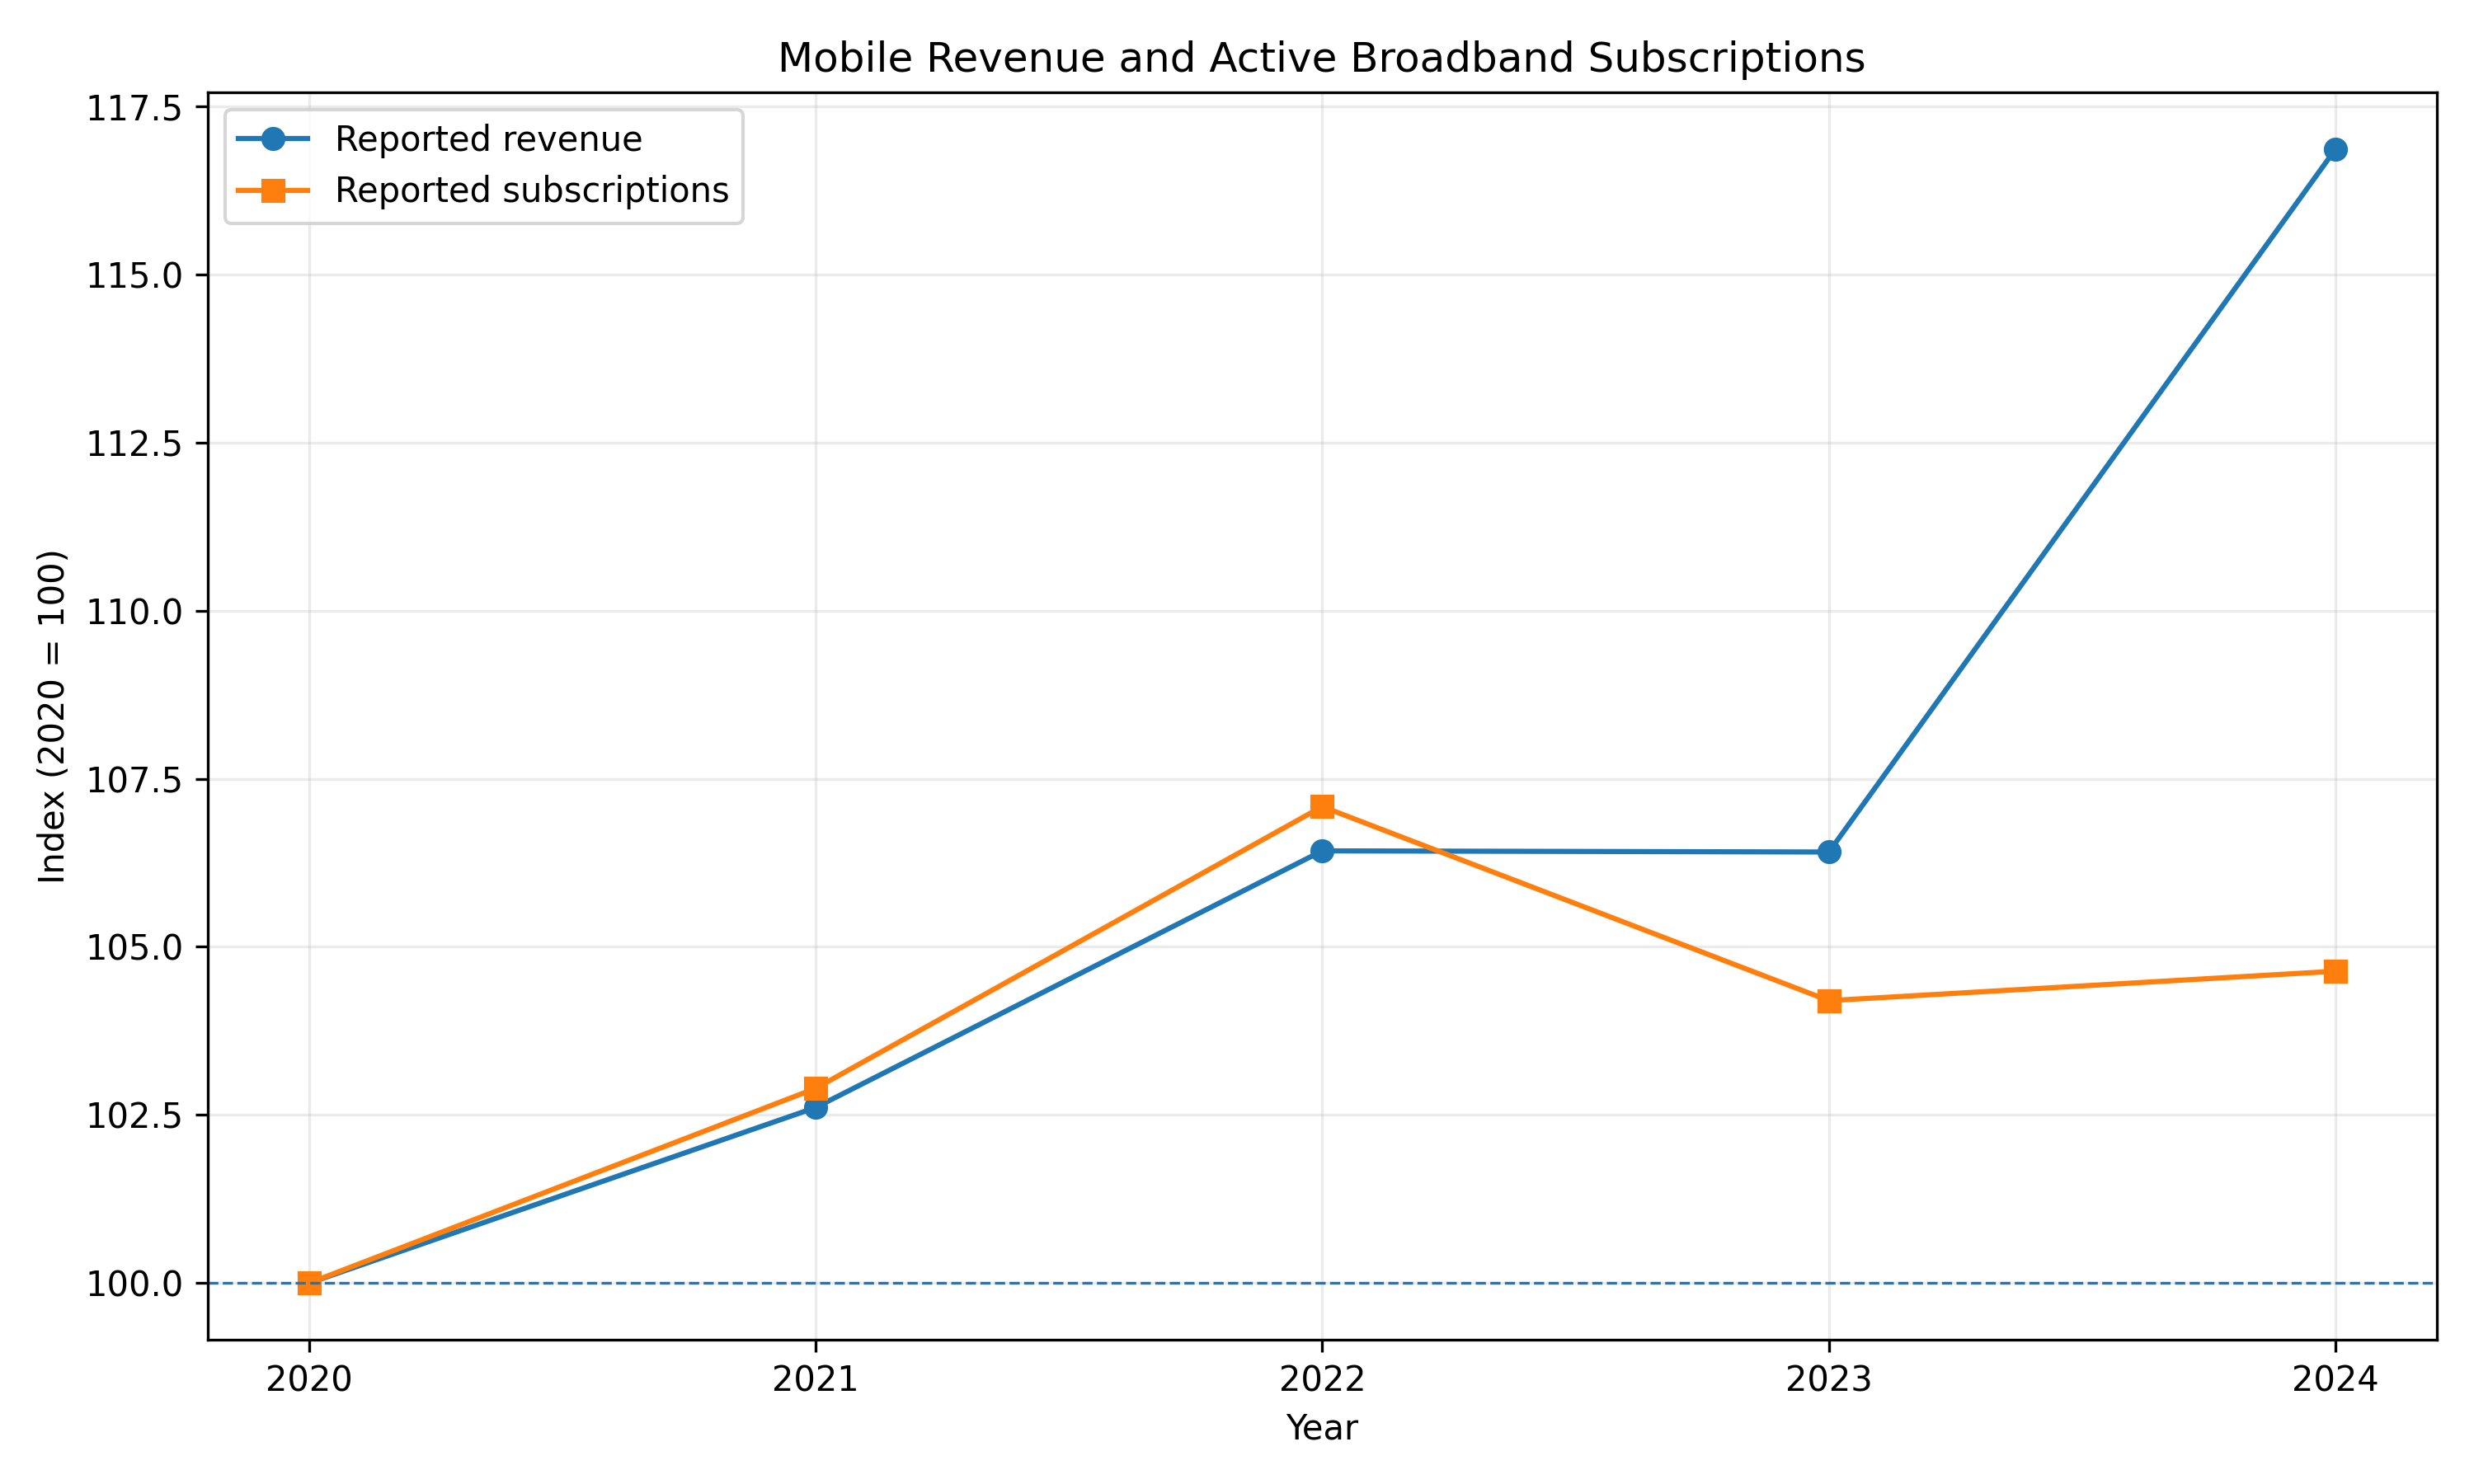 Mobile Revenue and Active Broadband Subscriptions
Reported revenue
Reported subscriptions
Index (2020 = 100)
117.5
115.0
112.5
110.0
107.5
105.0
102.5
100.0
2020 2021 2022 2023 2024
Year